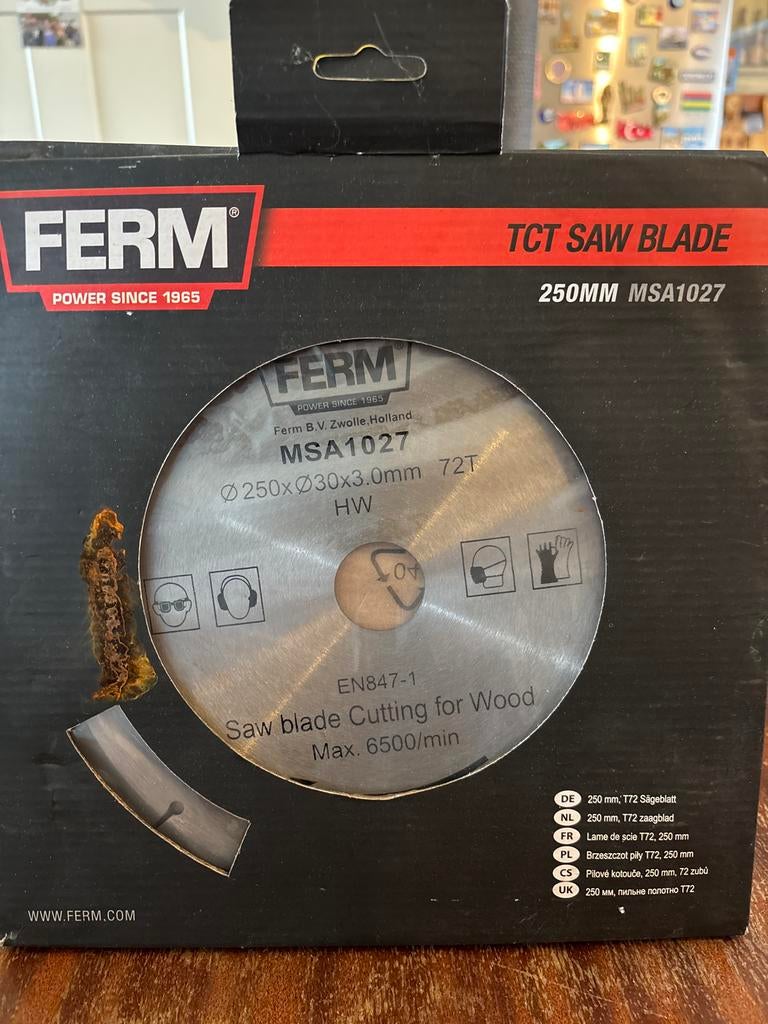 FERM®
POWER SINCE 1965
TCT SAW BLADE
250MM MSA1027
FERM
POWER SINCE 1965
Ferm B.V. Zwolle,Holland
MSA1027
Ø250xØ30x3.0mm 72T
HW
EN847-1
Saw blade Cutting for Wood
Max. 6500/min
DE 250 mm, T72 Sägeblatt
NL 250 mm, T72 zaagblad
FR Lame de scie T72, 250 mm
PL Brzeszczot piły T72, 250 mm
CS Pilové kotouče, 250 mm, 72 zubů
UK 250 мм, пильне полотно T72
WWW.FERM.COM